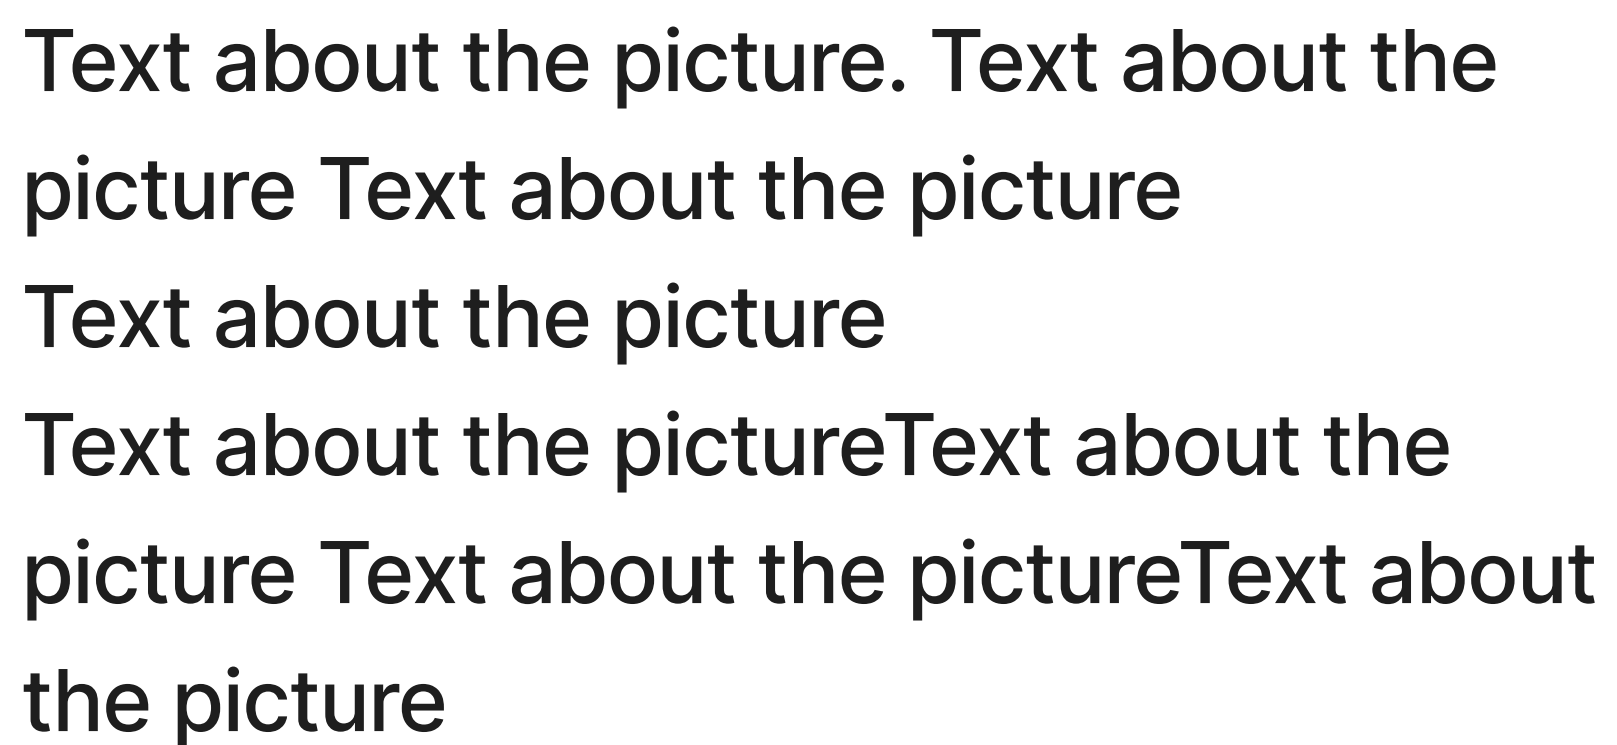 Text about the picture. Text about the
picture Text about the picture
Text about the picture
Text about the pictureText about the
picture Text about the pictureText about
the picture